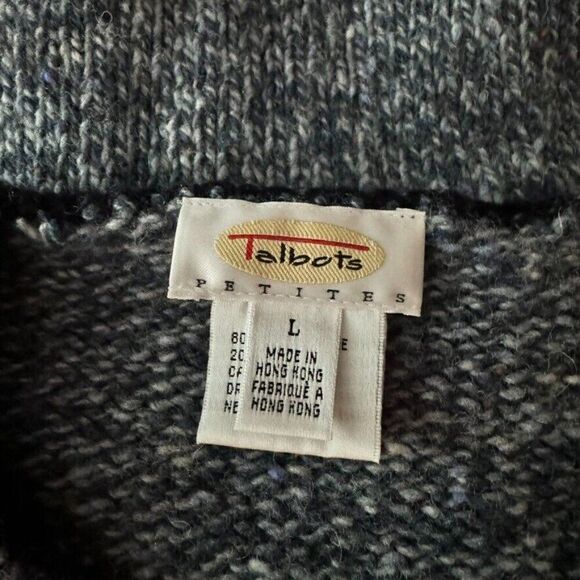 Talbots
PETITES
L
MADE IN
HONG KONG
FABRIQUÉ À
HONG KONG